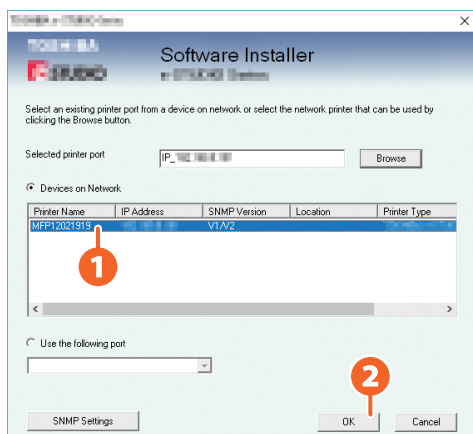 Software Installer
Select an existing printer port from a device on network or select the network printer that can be used by
clicking the Browse button.
Selected printer port IP_ Browse
Devices on Network
Printer Name IP Address SNMP Version Location Printer Type
MFP12021919 V1/V2
1
Use the following port
2
SNMP Settings OK Cancel